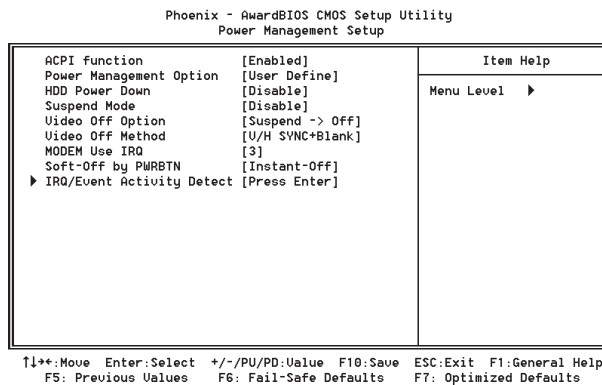 Phoenix - AwardBIOS CMOS Setup Utility
Power Management Setup
ACPI function [Enabled]
Power Management Option [User Define]
HDD Power Down [Disable]
Suspend Mode [Disable]
Video Off Option [Suspend -> Off]
Video Off Method [V/H SYNC+Blank]
MODEM Use IRQ [3]
Soft-Off by PWRBTN [Instant-Off]
▶ IRQ/Event Activity Detect [Press Enter]
Item Help
Menu Level ▶
↑↓→←:Move Enter:Select +/-/PU/PD:Value F10:Save ESC:Exit F1:General Help
F5: Previous Values F6: Fail-Safe Defaults F7: Optimized Defaults